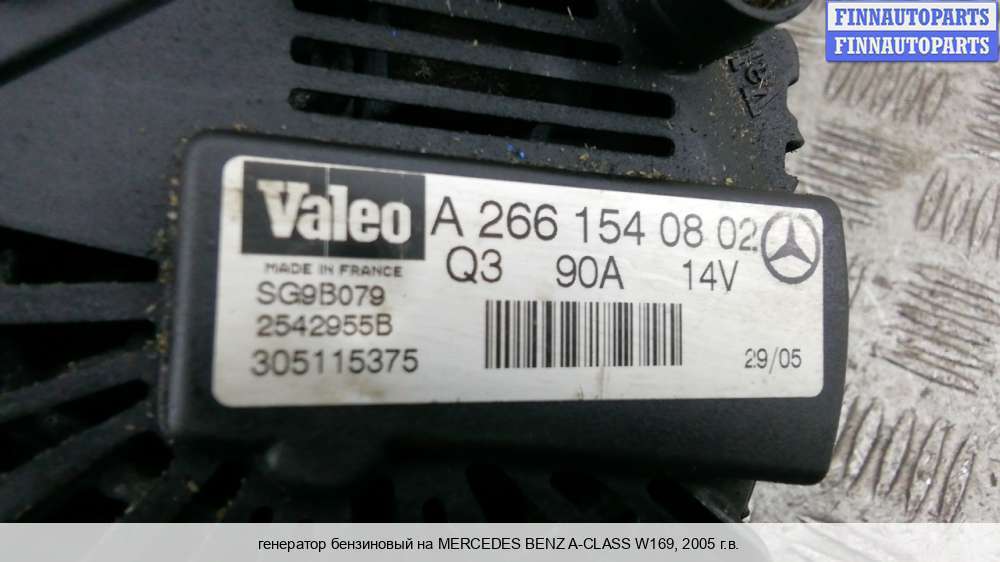 FINNAUTOPARTS
FINNAUTOPARTS
Valeo A 266 154 08 02
MADE IN FRANCE Q3 90A 14V
SG9B079
2542955B
305115375
29/05
генератор бензиновый на MERCEDES BENZ A-CLASS W169, 2005 г.в.